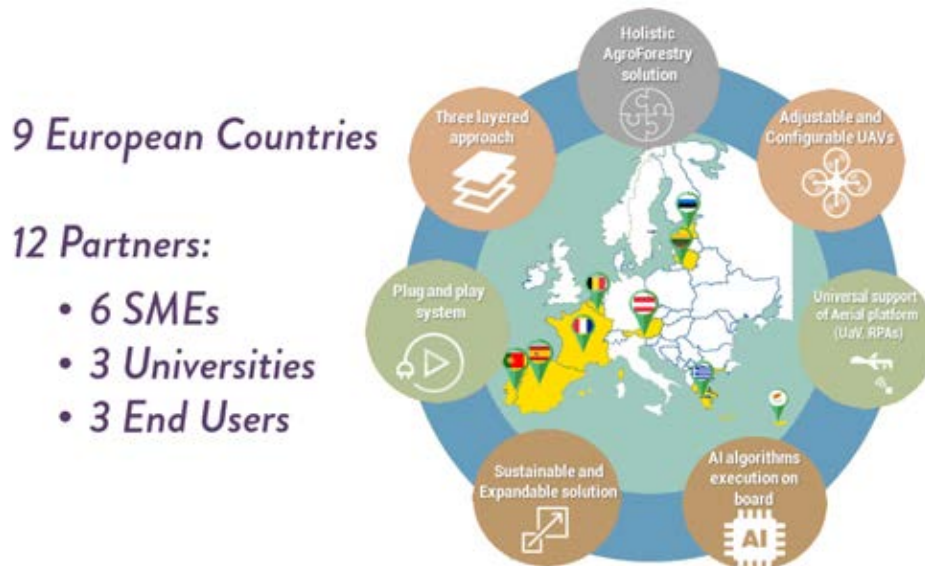 9 European Countries
12 Partners:
• 6 SMEs
• 3 Universities
• 3 End Users
Holistic
AgroForestry
solution
Three layered
approach
Adjustable and
Configurable UAVs
Plug and play
system
Universal support
of Aerial platform
(UaV, RPAs)
Sustainable and
Expandable solution
AI algorithms
execution on
board
AI